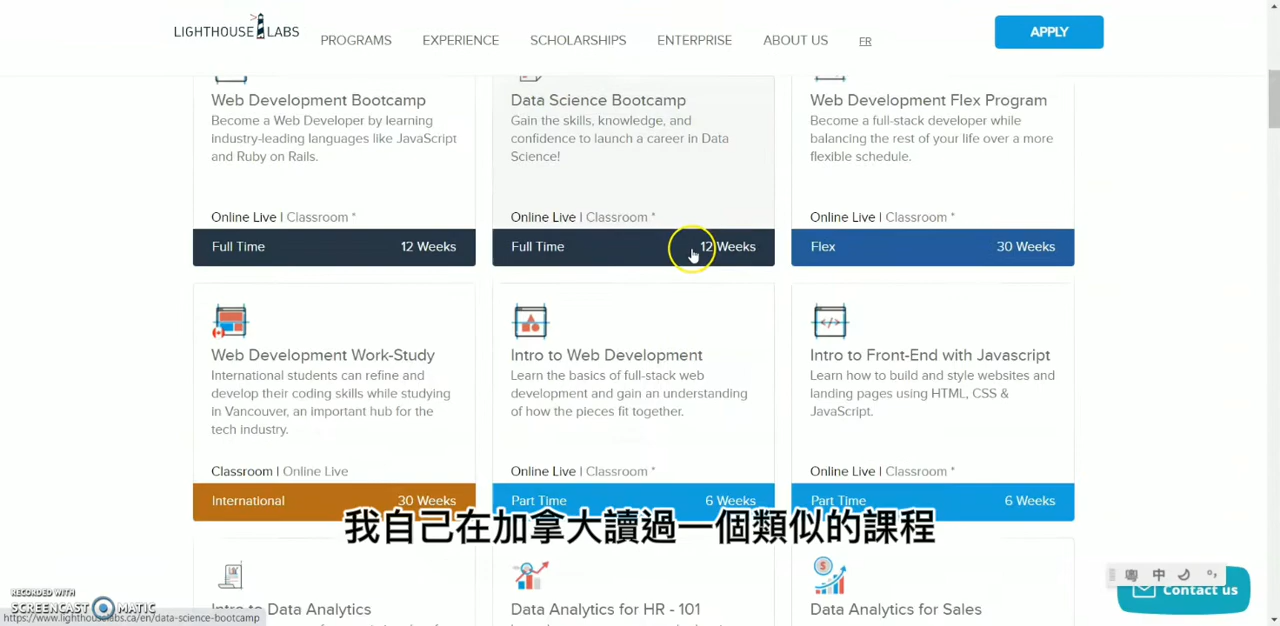 LIGHTHOUSE LABS
PROGRAMS
EXPERIENCE
SCHOLARSHIPS
ENTERPRISE
ABOUT US
FR
APPLY
Web Development Bootcamp
Become a Web Developer by learning
industry-leading languages like JavaScript
and Ruby on Rails.
Online Live | Classroom *
Full Time 12 Weeks
Data Science Bootcamp
Gain the skills, knowledge, and
confidence to launch a career in Data
Science!
Online Live | Classroom *
Full Time 12 Weeks
Web Development Flex Program
Become a full-stack developer while
balancing the rest of your life over a more
flexible schedule.
Online Live | Classroom *
Flex 30 Weeks
Web Development Work-Study
International students can refine and
develop their coding skills while studying
in Vancouver, an important hub for the
tech industry.
Classroom | Online Live
International 30 Weeks
Intro to Web Development
Learn the basics of full-stack web
development and gain an understanding
of how the pieces fit together.
Online Live | Classroom *
Part Time 6 Weeks
Intro to Front-End with Javascript
Learn how to build and style websites and
landing pages using HTML, CSS &
JavaScript.
Online Live | Classroom *
Part Time 6 Weeks
我自己在加拿大讀過一個類似的課程
Intro to Data Analytics
Data Analytics for HR - 101
Data Analytics for Sales
中
Contact us
RECORDED WITH
SCREENCAST MATIC
https://www.lighthouselabs.ca/en/data-science-bootcamp